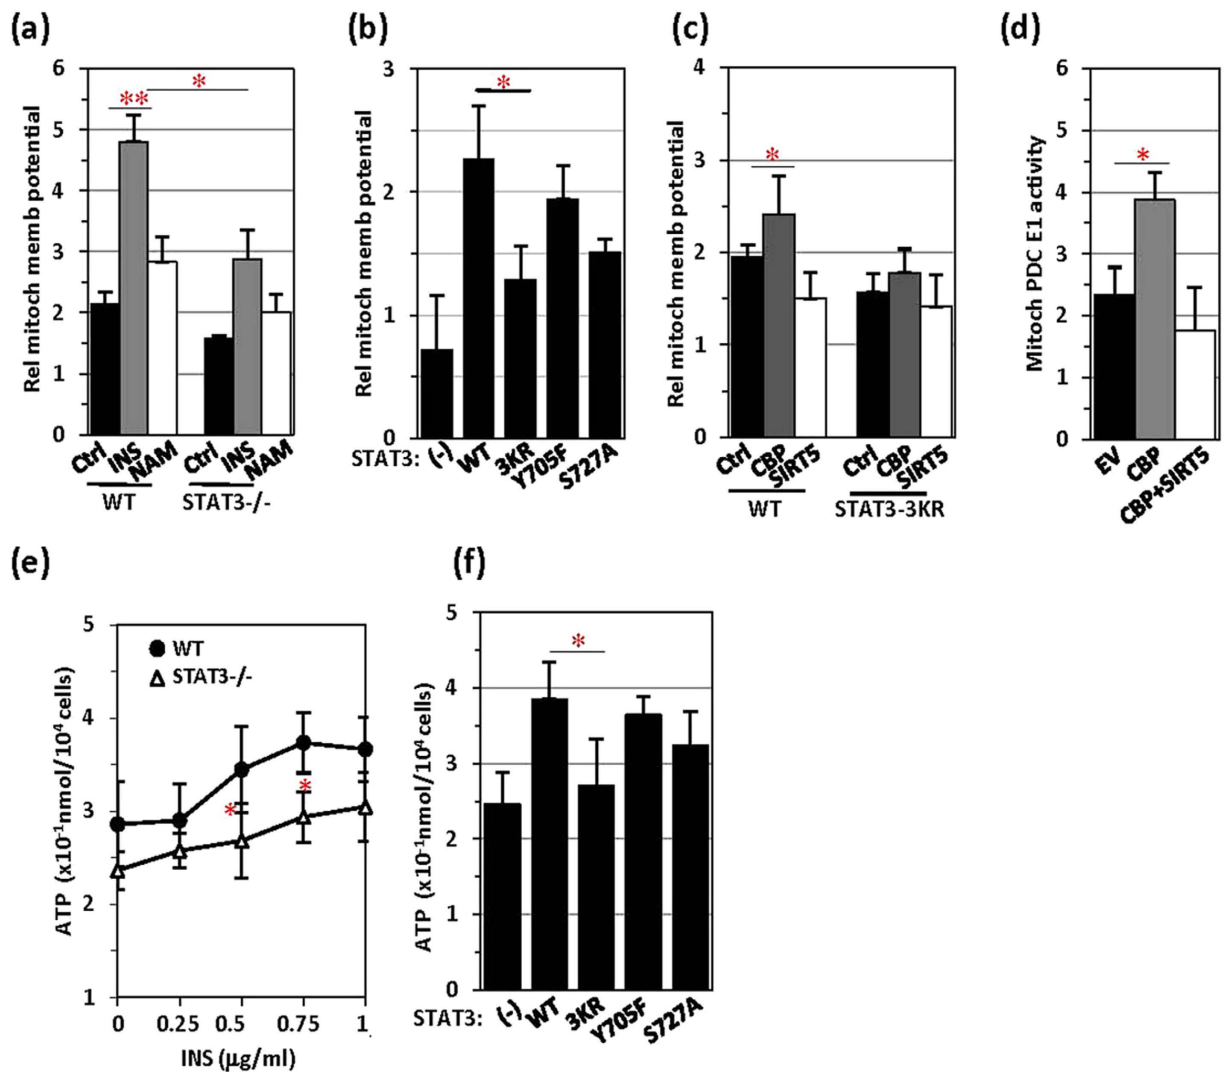 (a)
Rel mitoch memb potential
6
5
4
3
2
1
0
** *
Ctrl INS NAM Ctrl INS NAM
WT STAT3-/-
(b)
Rel mitoch memb potential
3
2
1
0
*
STAT3: (-) WT 3KR Y705F S727A
(c)
Rel mitoch memb potential
4
3
2
1
0
*
Ctrl CBP SIRT5 Ctrl CBP SIRT5
WT STAT3-3KR
(d)
Mitoch PDC E1 activity
6
5
4
3
2
1
0
*
EV CBP CBP+SIRT5
(e)
ATP (x10-1nmol/104 cells)
5
4
3
2
1
WT
STAT3-/-
* *
0 0.25 0.5 0.75 1
INS (μg/ml)
(f)
ATP (x10-1nmol/104 cells)
5
4
3
2
1
0
*
STAT3: (-) WT 3KR Y705F S727A